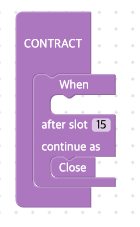 CONTRACT
When
after slot 15
continue as
Close